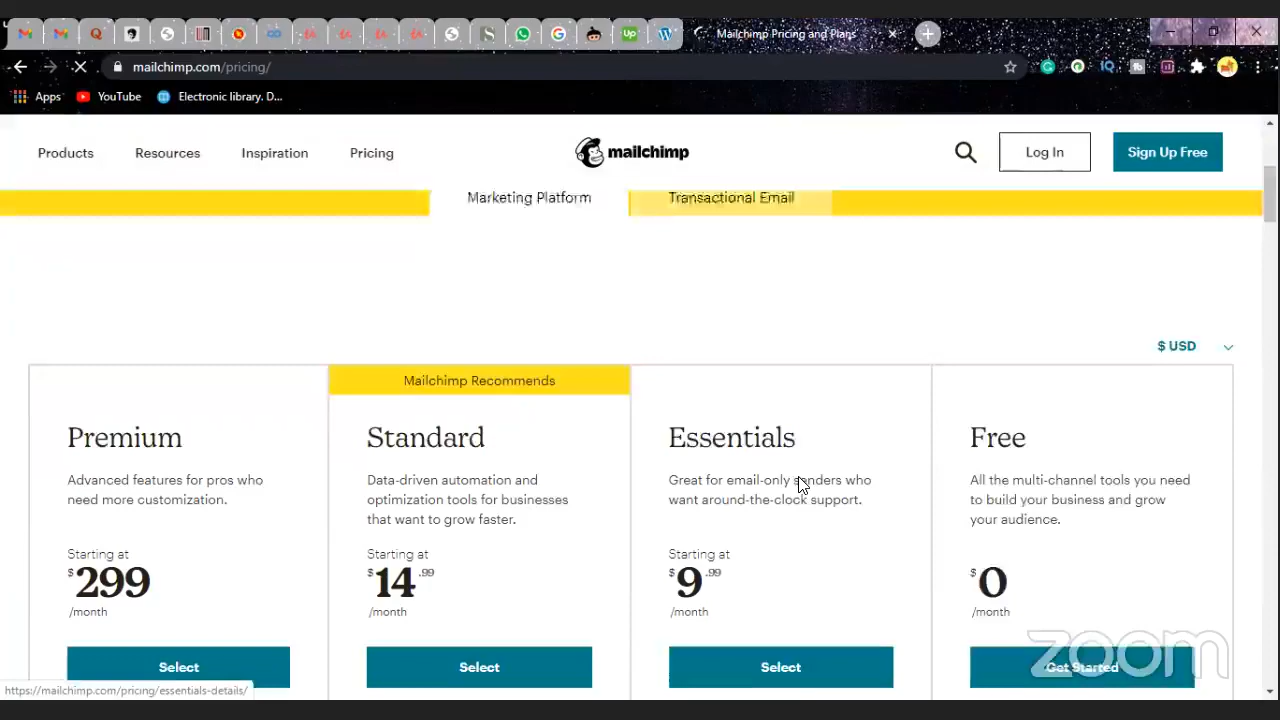 Mailchimp Pricing and Plans
mailchimp.com/pricing/
Apps YouTube Electronic library. D...
Products Resources Inspiration Pricing mailchimp Log In Sign Up Free
Marketing Platform Transactional Email
$ USD
Mailchimp Recommends
Premium
Advanced features for pros who
need more customization.
Starting at
$299
/month
Select
Standard
Data-driven automation and
optimization tools for businesses
that want to grow faster.
Starting at
$14.99
/month
Select
Essentials
Great for email-only senders who
want around-the-clock support.
Starting at
$9.99
/month
Select
Free
All the multi-channel tools you need
to build your business and grow
your audience.
$0
/month
Get Started
zoom
https://mailchimp.com/pricing/essentials-details/